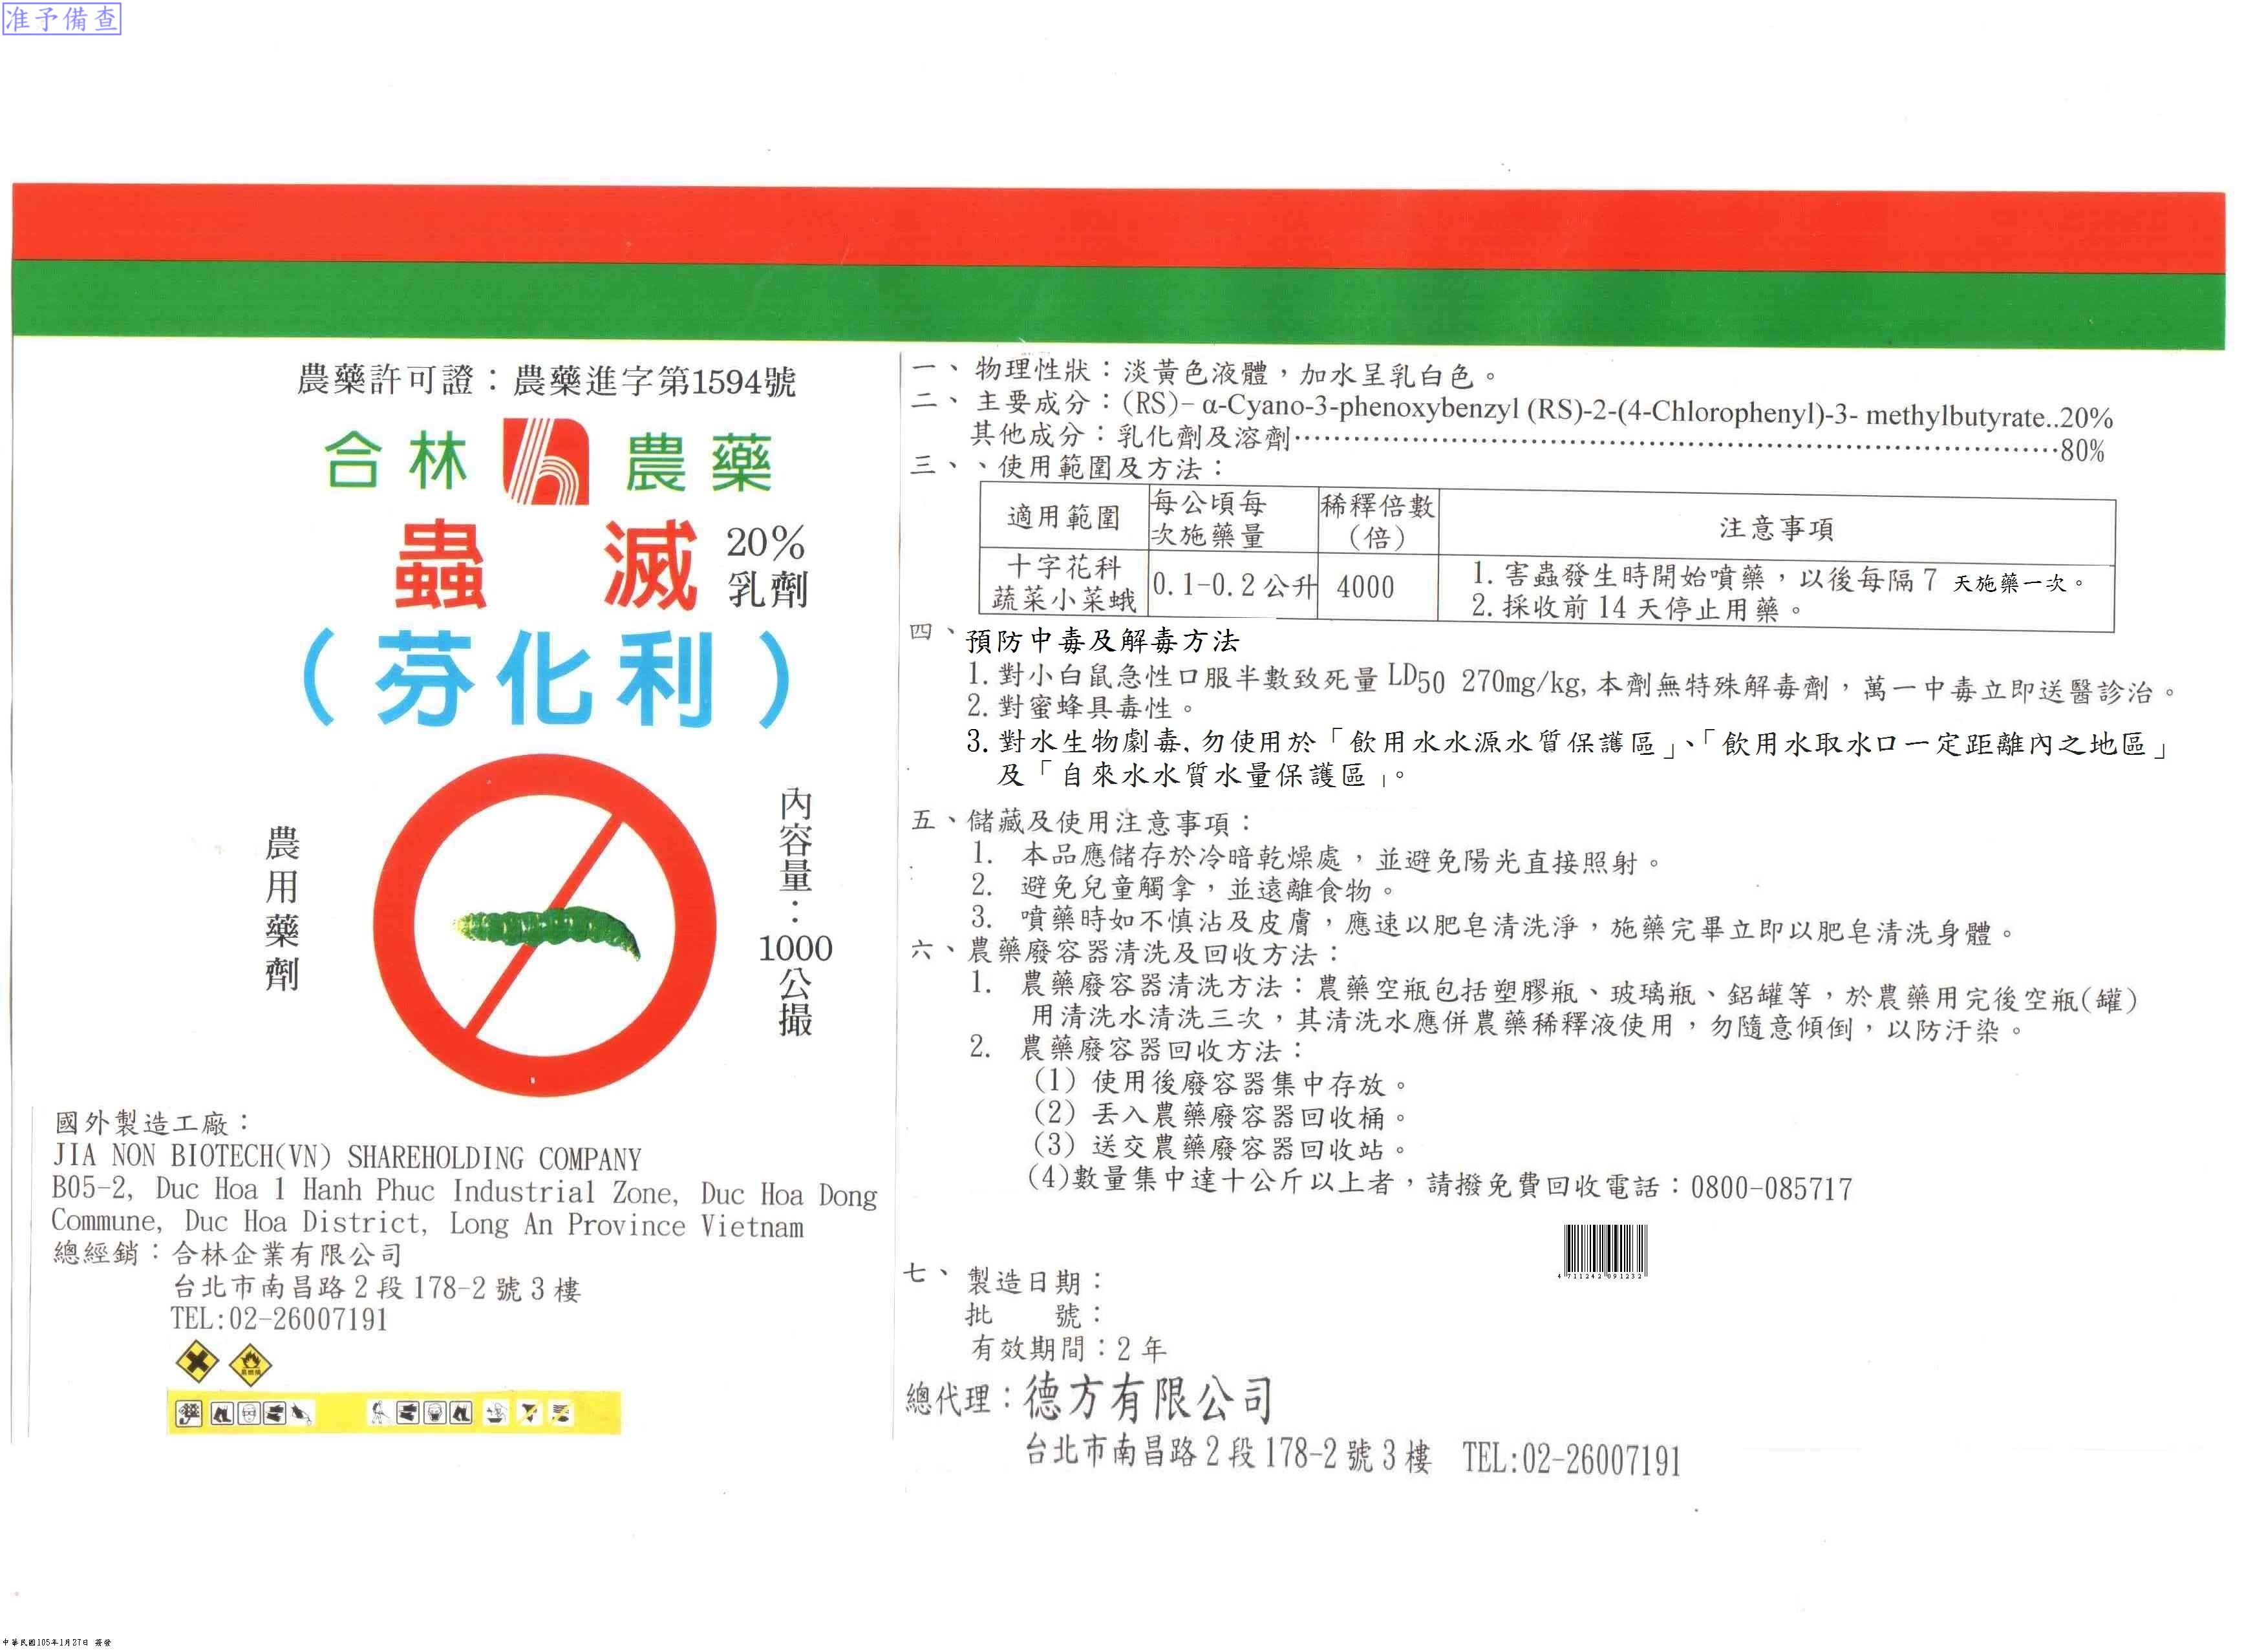 准予備查
農藥許可證：農藥進字第1594號
合林 農藥
蟲 滅 20%
乳劑
（芬化利）
農用藥劑
內容量：1000公撮
國外製造工廠：
JIA NON BIOTECH(VN) SHAREHOLDING COMPANY
B05-2, Duc Hoa 1 Hanh Phuc Industrial Zone, Duc Hoa Dong
Commune, Duc Hoa District, Long An Province Vietnam
總經銷：合林企業有限公司
台北市南昌路2段178-2號3樓
TEL:02-26007191
一、物理性狀：淡黃色液體，加水呈乳白色。
二、主要成分：(RS)- α-Cyano-3-phenoxybenzyl (RS)-2-(4-Chlorophenyl)-3- methylbutyrate..20%
其他成分：乳化劑及溶劑……………………………………………………………80%
三、、使用範圍及方法：
適用範圍 每公頃每次施藥量 稀釋倍數(倍) 注意事項
十字花科蔬菜小菜蛾 0.1-0.2公升 4000 1.害蟲發生時開始噴藥，以後每隔7 天施藥一次。
2.採收前14天停止用藥。
四、預防中毒及解毒方法
1.對小白鼠急性口服半數致死量LD50 270mg/kg,本劑無特殊解毒劑，萬一中毒立即送醫診治。
2.對蜜蜂具毒性。
3.對水生物劇毒,勿使用於「飲用水水源水質保護區」、「飲用水取水口一定距離內之地區」
及「自來水水質水量保護區」。
五、儲藏及使用注意事項：
1. 本品應儲存於冷暗乾燥處，並避免陽光直接照射。
2. 避免兒童觸拿，並遠離食物。
3. 噴藥時如不慎沾及皮膚，應速以肥皂清洗淨，施藥完畢立即以肥皂清洗身體。
六、農藥廢容器清洗及回收方法：
1. 農藥廢容器清洗方法：農藥空瓶包括塑膠瓶、玻璃瓶、鋁罐等，於農藥用完後空瓶(罐)
用清洗水清洗三次，其清洗水應併農藥稀釋液使用，勿隨意傾倒，以防汙染。
2. 農藥廢容器回收方法：
(1) 使用後廢容器集中存放。
(2) 丟入農藥廢容器回收桶。
(3) 送交農藥廢容器回收站。
(4)數量集中達十公斤以上者，請撥免費回收電話：0800-085717
4 711242 091232
七、製造日期：
批 號：
有效期間：2年
總代理：德方有限公司
台北市南昌路2段178-2號3樓 TEL:02-26007191
中華民國105年1月27日 簽發